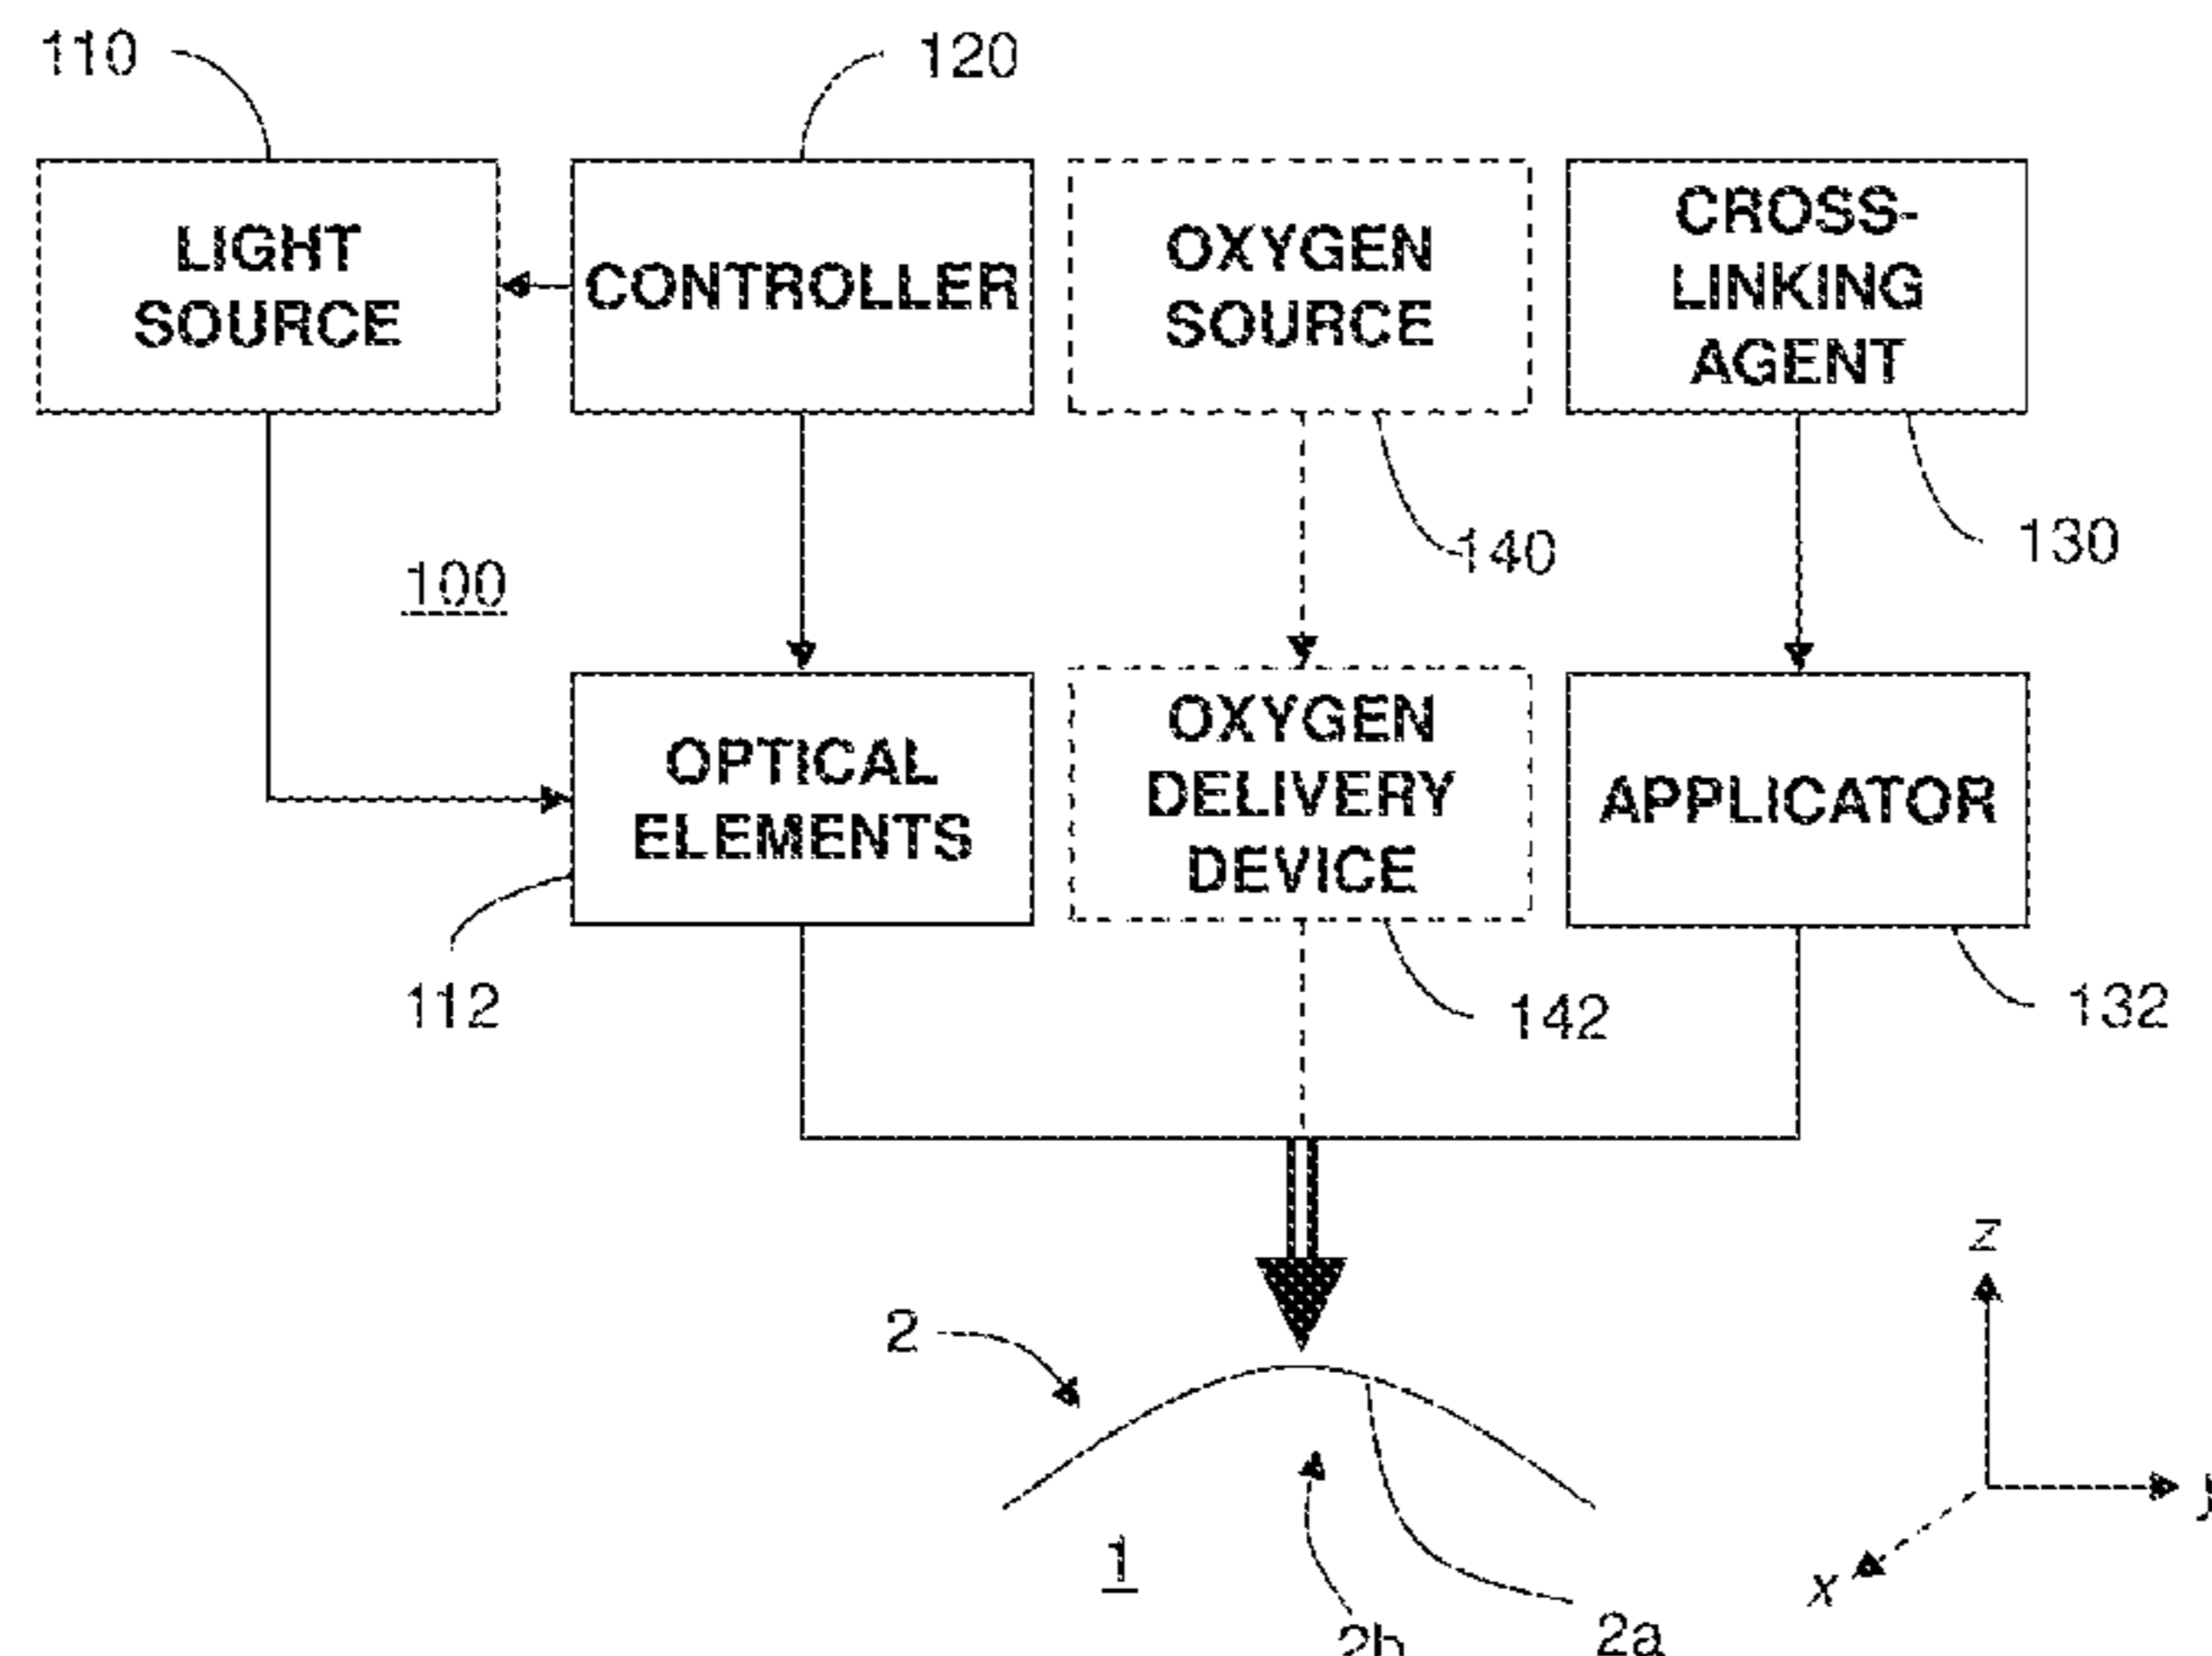 110
120
LIGHT
SOURCE
CONTROLLER
OXYGEN
SOURCE
CROSS-
LINKING
AGENT
100
140
130
OPTICAL
ELEMENTS
OXYGEN
DELIVERY
DEVICE
APPLICATOR
112
142
132
2
z
y
x
1
2b
2a